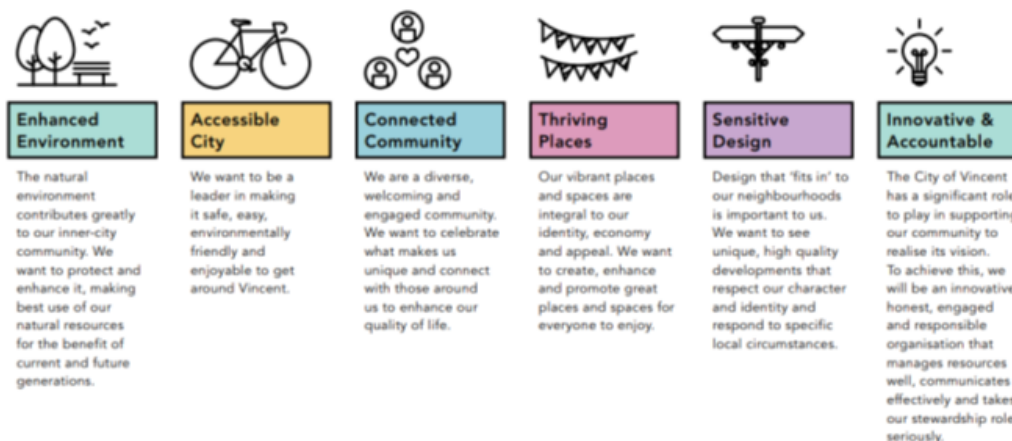 Enhanced
Environment
The natural
environment
contributes greatly
to our inner-city
community. We
want to protect and
enhance it, making
best use of our
natural resources
for the benefit of
current and future
generations.
Accessible
City
We want to be a
leader in making
it safe, easy,
environmentally
friendly and
enjoyable to get
around Vincent.
Connected
Community
We are a diverse,
welcoming and
engaged community.
We want to celebrate
what makes us
unique and connect
with those around
us to enhance our
quality of life.
Thriving
Places
Our vibrant places
and spaces are
integral to our
identity, economy
and appeal. We want
to create, enhance
and promote great
places and spaces for
everyone to enjoy.
Sensitive
Design
Design that 'fits in' to
our neighbourhoods
is important to us.
We want to see
unique, high quality
developments that
respect our character
and identity and
respond to specific
local circumstances.
Innovative &
Accountable
The City of Vincent
has a significant role
to play in supporting
our community to
realise its vision.
To achieve this, we
will be an innovative
honest, engaged
and responsible
organisation that
manages resources
well, communicates
effectively and takes
our stewardship role
seriously.